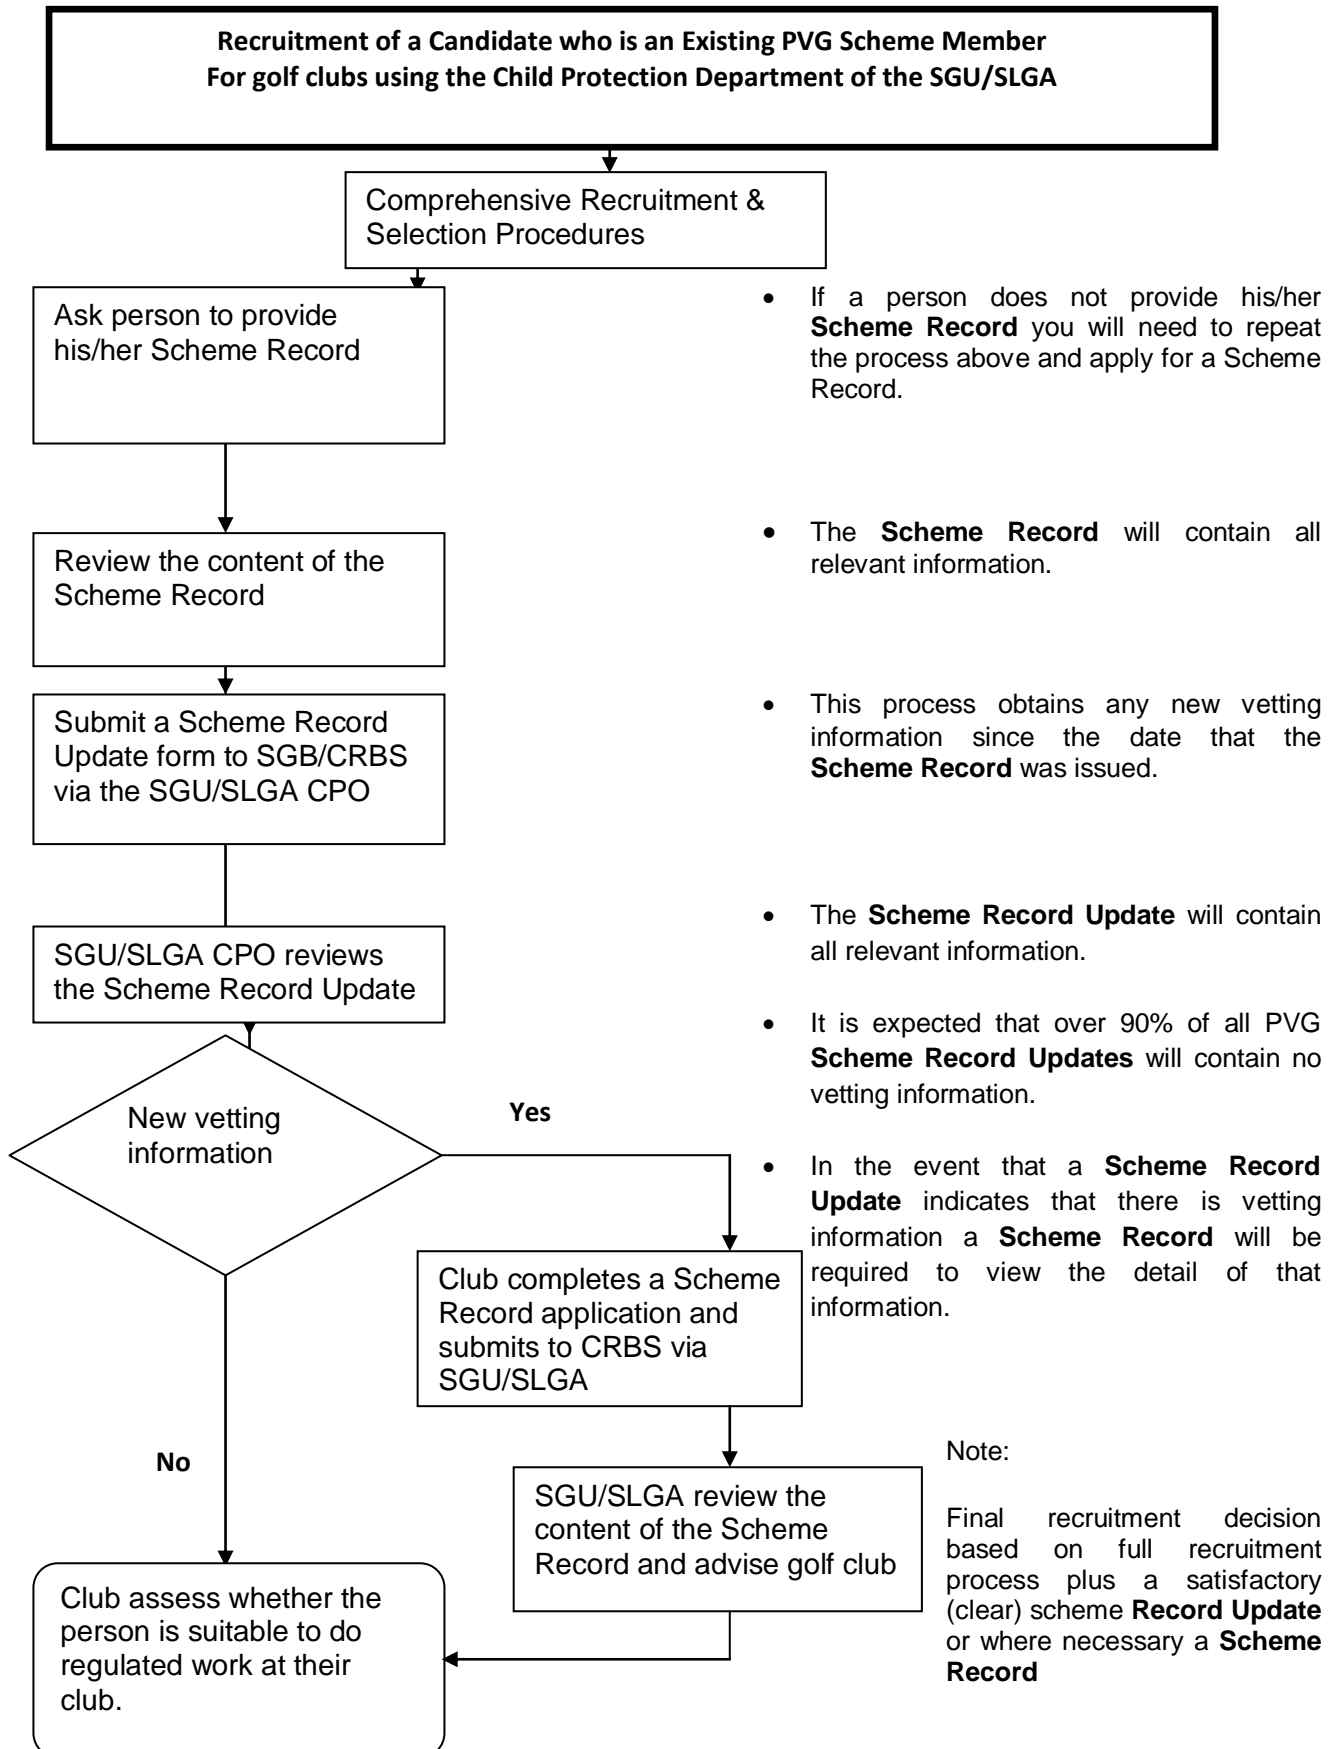 Recruitment of a Candidate who is an Existing PVG Scheme Member
For golf clubs using the Child Protection Department of the SGU/SLGA
Comprehensive Recruitment &
Selection Procedures
Ask person to provide
his/her Scheme Record
• If a person does not provide his/her
Scheme Record you will need to repeat
the process above and apply for a Scheme
Record.
Review the content of the
Scheme Record
• The Scheme Record will contain all
relevant information.
Submit a Scheme Record
Update form to SGB/CRBS
via the SGU/SLGA CPO
• This process obtains any new vetting
information since the date that the
Scheme Record was issued.
SGU/SLGA CPO reviews
the Scheme Record Update
• The Scheme Record Update will contain
all relevant information.
• It is expected that over 90% of all PVG
Scheme Record Updates will contain no
vetting information.
New vetting
information
Yes
• In the event that a Scheme Record
Update indicates that there is vetting
information a Scheme Record will be
required to view the detail of that
information.
Club completes a Scheme
Record application and
submits to CRBS via
SGU/SLGA
No
SGU/SLGA review the
content of the Scheme
Record and advise golf club
Note:
Final recruitment decision
based on full recruitment
process plus a satisfactory
(clear) scheme Record Update
or where necessary a Scheme
Record
Club assess whether the
person is suitable to do
regulated work at their
club.